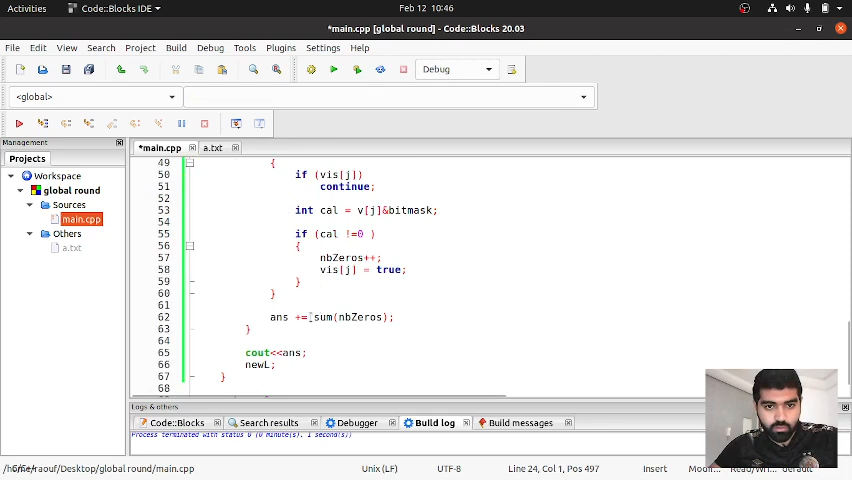 Activities Code::Blocks IDE Feb 12 10:46
*main.cpp [global round] - Code::Blocks 20.03
File Edit View Search Project Build Debug Tools Plugins Settings Help
Debug
<global>
Management
Projects
Workspace
global round
Sources
main.cpp
Others
a.txt
*main.cpp a.txt
49 {
50 if (vis[j])
51 continue;
52
53 int cal = v[j]&bitmask;
54
55 if (cal !=0 )
56 {
57 nbZeros++;
58 vis[j] = true;
59 }
60 }
61
62 ans += sum(nbZeros);
63 }
64
65 cout<<ans;
66 newL;
67 }
68
Logs & others
Code::Blocks Search results Debugger Build log Build messages
Process terminated with status 0 (0 minute(s), 1 second(s))
Desktop/global round/main.cpp Unix (LF) UTF-8 Line 24, Col 1, Pos 497 Insert Modi... Read/Wri... default